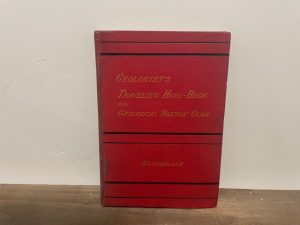 GEOLOGIST'S
TRAVELING HAND-BOOK
AND
GEOLOGICAL RAILWAY GUIDE
MACFARLANE